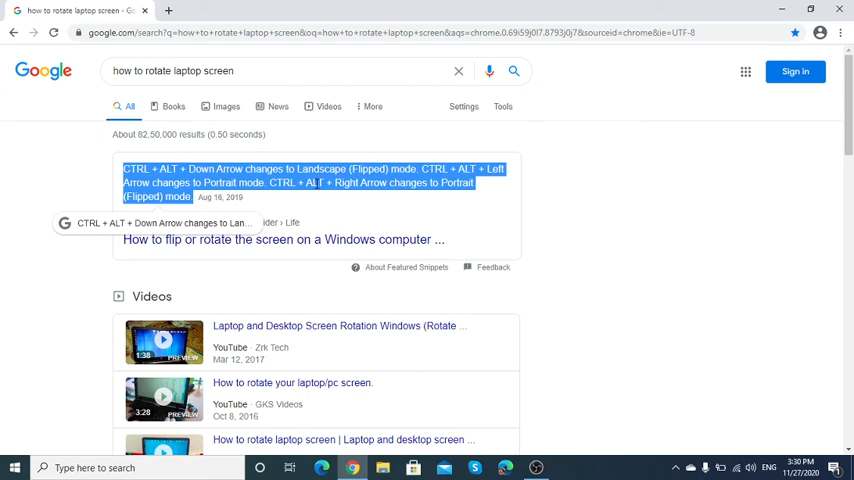 how to rotate laptop screen - Go
google.com/search?q=how+to+rotate+laptop+screen&oq=how+to+rotate+laptop+screen&aqs=chrome.0.69i59j0l7.8793j0j7&sourceid=chrome&ie=UTF-8
Google
how to rotate laptop screen
Sign in
All Books Images News Videos More Settings Tools
About 82,50,000 results (0.50 seconds)
CTRL + ALT + Down Arrow changes to Landscape (Flipped) mode. CTRL + ALT + Left
Arrow changes to Portrait mode. CTRL + ALT + Right Arrow changes to Portrait
(Flipped) mode. Aug 16, 2019
CTRL + ALT + Down Arrow changes to Lan... ider › Life
How to flip or rotate the screen on a Windows computer ...
About Featured Snippets Feedback
Videos
Laptop and Desktop Screen Rotation Windows (Rotate ...
YouTube · Zrk Tech
Mar 12, 2017
1:38 PREVIEW
How to rotate your laptop/pc screen.
YouTube · GKS Videos
Oct 8, 2016
3:28 PREVIEW
How to rotate laptop screen | Laptop and desktop screen ...
Type here to search
ENG
3:30 PM
11/27/2020
1